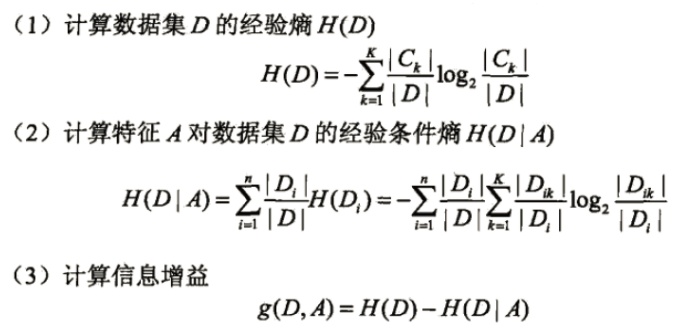 （1）计算数据集 D 的经验熵 H(D)
H(D)=-\sum_{k=1}^{K}\frac{|C_k|}{|D|}\log_2\frac{|C_k|}{|D|}
（2）计算特征 A 对数据集 D 的经验条件熵 H(D|A)
H(D|A)=\sum_{i=1}^{n}\frac{|D_i|}{|D|}H(D_i)=-\sum_{i=1}^{n}\frac{|D_i|}{|D|}\sum_{k=1}^{K}\frac{|D_{ik}|}{|D_i|}\log_2\frac{|D_{ik}|}{|D_i|}
（3）计算信息增益
g(D,A)=H(D)-H(D|A)